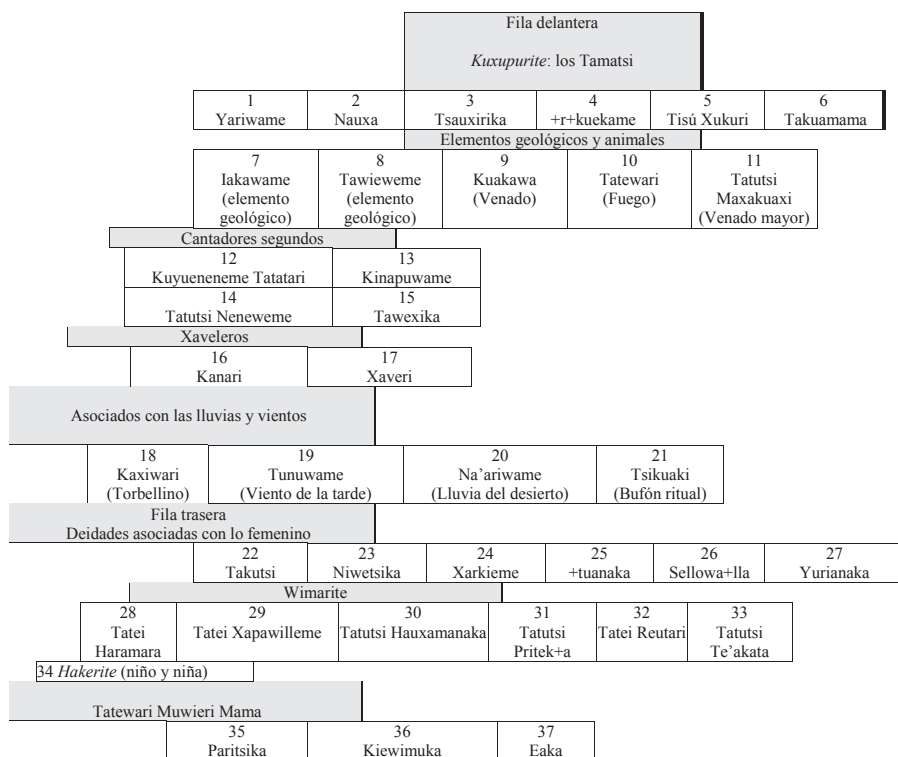 Fila delantera
Kuxupurite: los Tamatsi
1 2 3 4 5 6
Yariwame Nauxa Tsauxirika +r+kuekame Tisú Xukuri Takuamama
Elementos geológicos y animales
7 8 9 10 11
Iakawame Tawieweme Kuakawa Tatewari Tatutsi
(elemento (elemento (Venado) (Fuego) Maxakuaxi
geológico) geológico) (Venado mayor)
Cantadores segundos
12 13
Kuyueneneme Tatatari Kinapuwame
14 15
Tatutsi Neneweme Tawexika
Xaveleros
16 17
Kanari Xaveri
Asociados con las lluvias y vientos
18 19 20 21
Kaxiwari Tunuwame Na’ariwame Tsikuaki
(Torbellino) (Viento de la tarde) (Lluvia del desierto) (Bufón ritual)
Fila trasera
Deidades asociadas con lo femenino
22 23 24 25 26 27
Takutsi Niwetsika Xarkieme +tuanaka Sellowa+lla Yurianaka
Wimarite
28 29 30 31 32 33
Tatei Tatei Xapawilleme Tatutsi Hauxamanaka Tatutsi Tatei Reutari Tatutsi
Haramara Pritek+a Te’akata
34 Hakerite (niño y niña)
Tatewari Muwieri Mama
35 36 37
Paritsika Kiewimuka Eaka